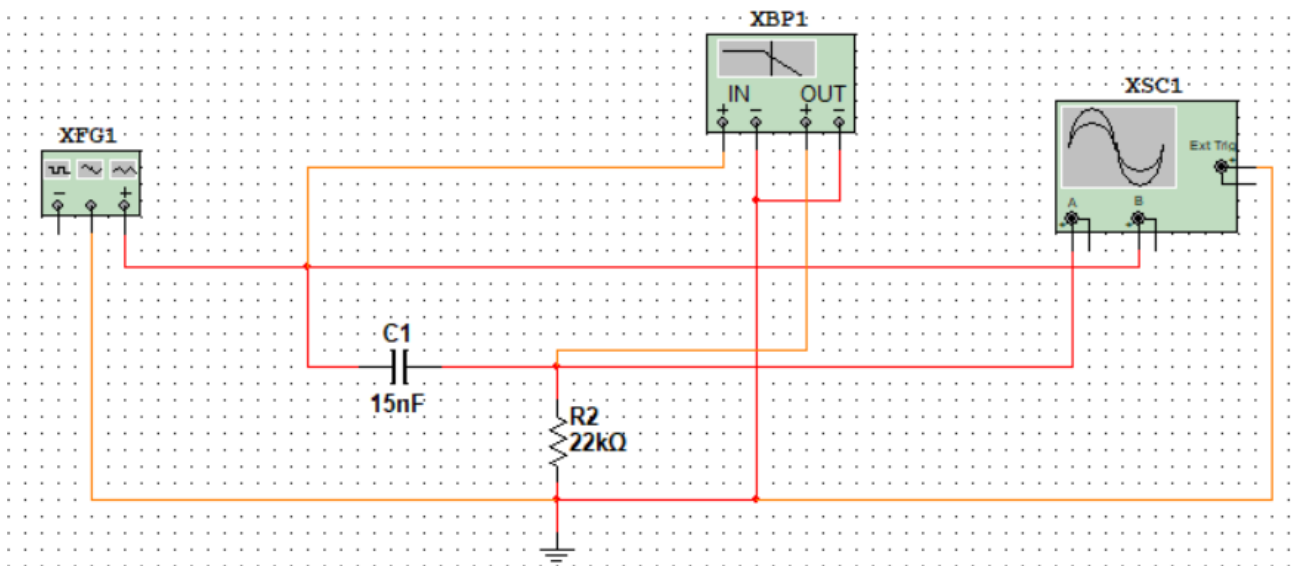 XBP1
IN OUT
+ − + −
XSC1
Ext Trig
+
A B
+ − + −
XFG1
− +
C1
15nF
R2
22kΩ